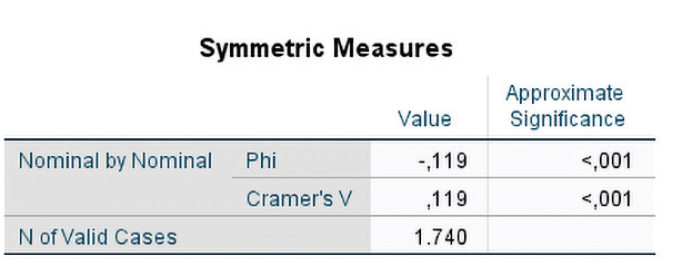 Symmetric Measures
Value Approximate Significance
Nominal by Nominal Phi -,119 <,001
Cramer's V ,119 <,001
N of Valid Cases 1.740